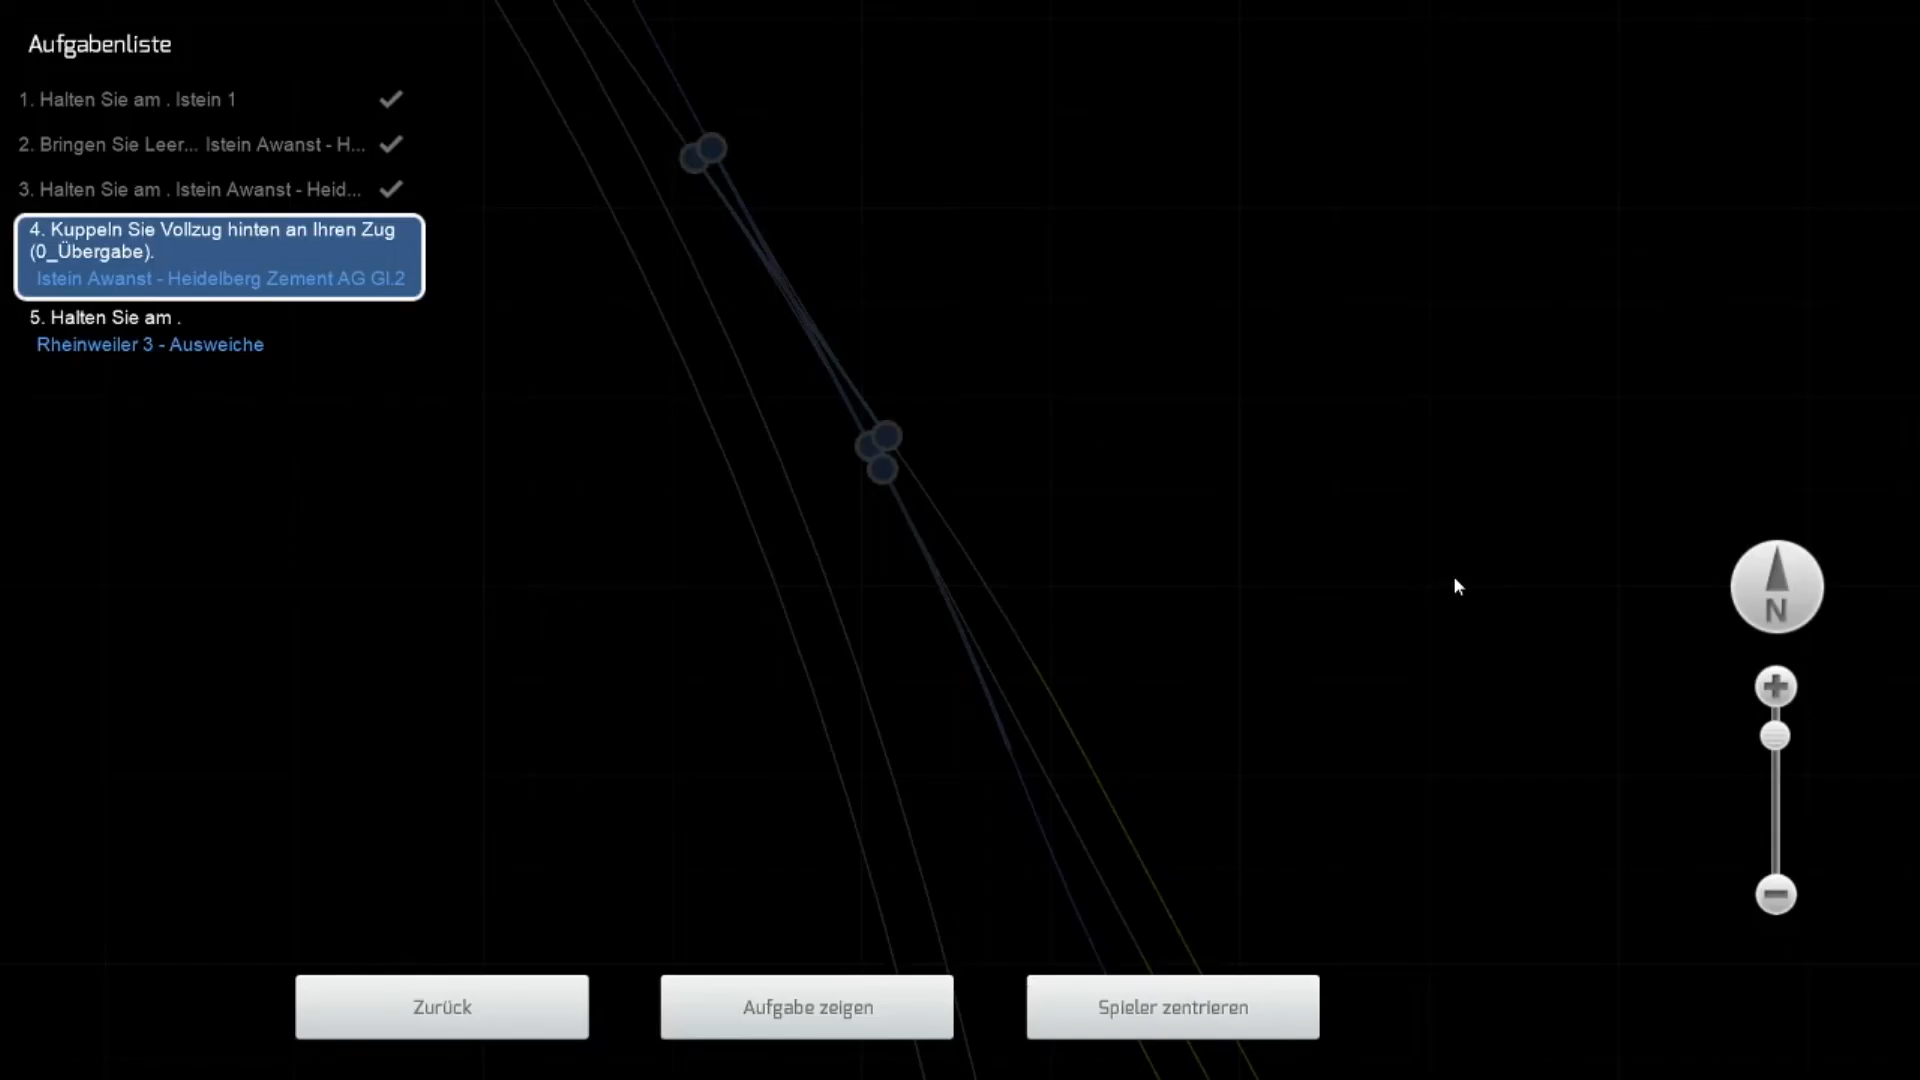 Aufgabenliste
1. Halten Sie am . Istein 1
2. Bringen Sie Leer... Istein Awanst - H...
3. Halten Sie am . Istein Awanst - Heid...
4. Kuppeln Sie Vollzug hinten an Ihren Zug
(0_Übergabe).
Istein Awanst - Heidelberg Zement AG Gl.2
5. Halten Sie am .
Rheinweiler 3 - Ausweiche
N
Zurück
Aufgabe zeigen
Spieler zentrieren